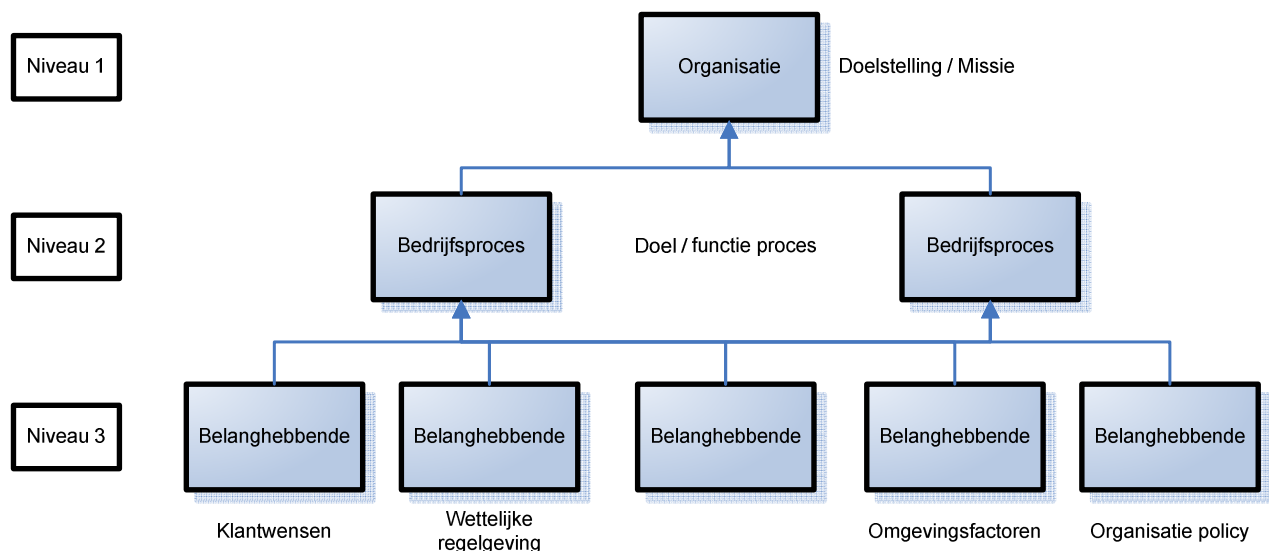 Niveau 1
Organisatie
Doelstelling / Missie
Niveau 2
Bedrijfsproces
Doel / functie proces
Bedrijfsproces
Niveau 3
Belanghebbende
Belanghebbende
Belanghebbende
Belanghebbende
Belanghebbende
Klantwensen
Wettelijke
regelgeving
Omgevingsfactoren
Organisatie policy